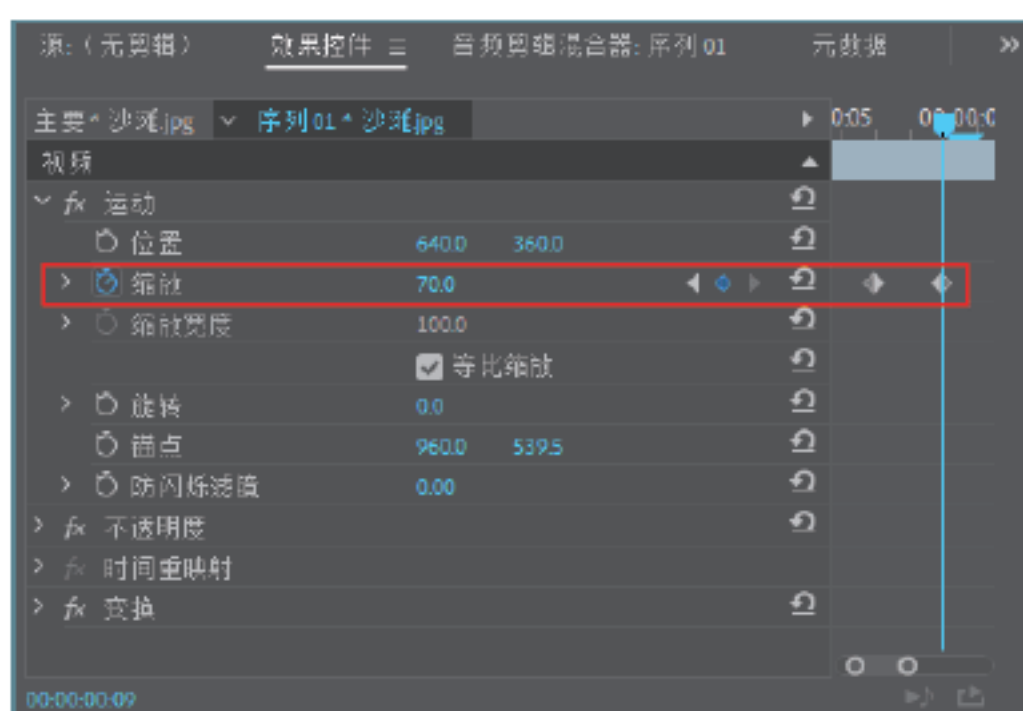 源:（无剪辑） 效果控件 音频剪辑混合器: 序列 01 元数据
主要 * 沙滩.jpg 序列 01 * 沙滩.jpg 0:05 00:00:0
视频
fx 运动
位置 640.0 360.0
缩放 70.0
缩放宽度 100.0
等比缩放
旋转 0.0
锚点 960.0 539.5
防闪烁滤镜 0.00
fx 不透明度
fx 时间重映射
fx 变换
00:00:00:09